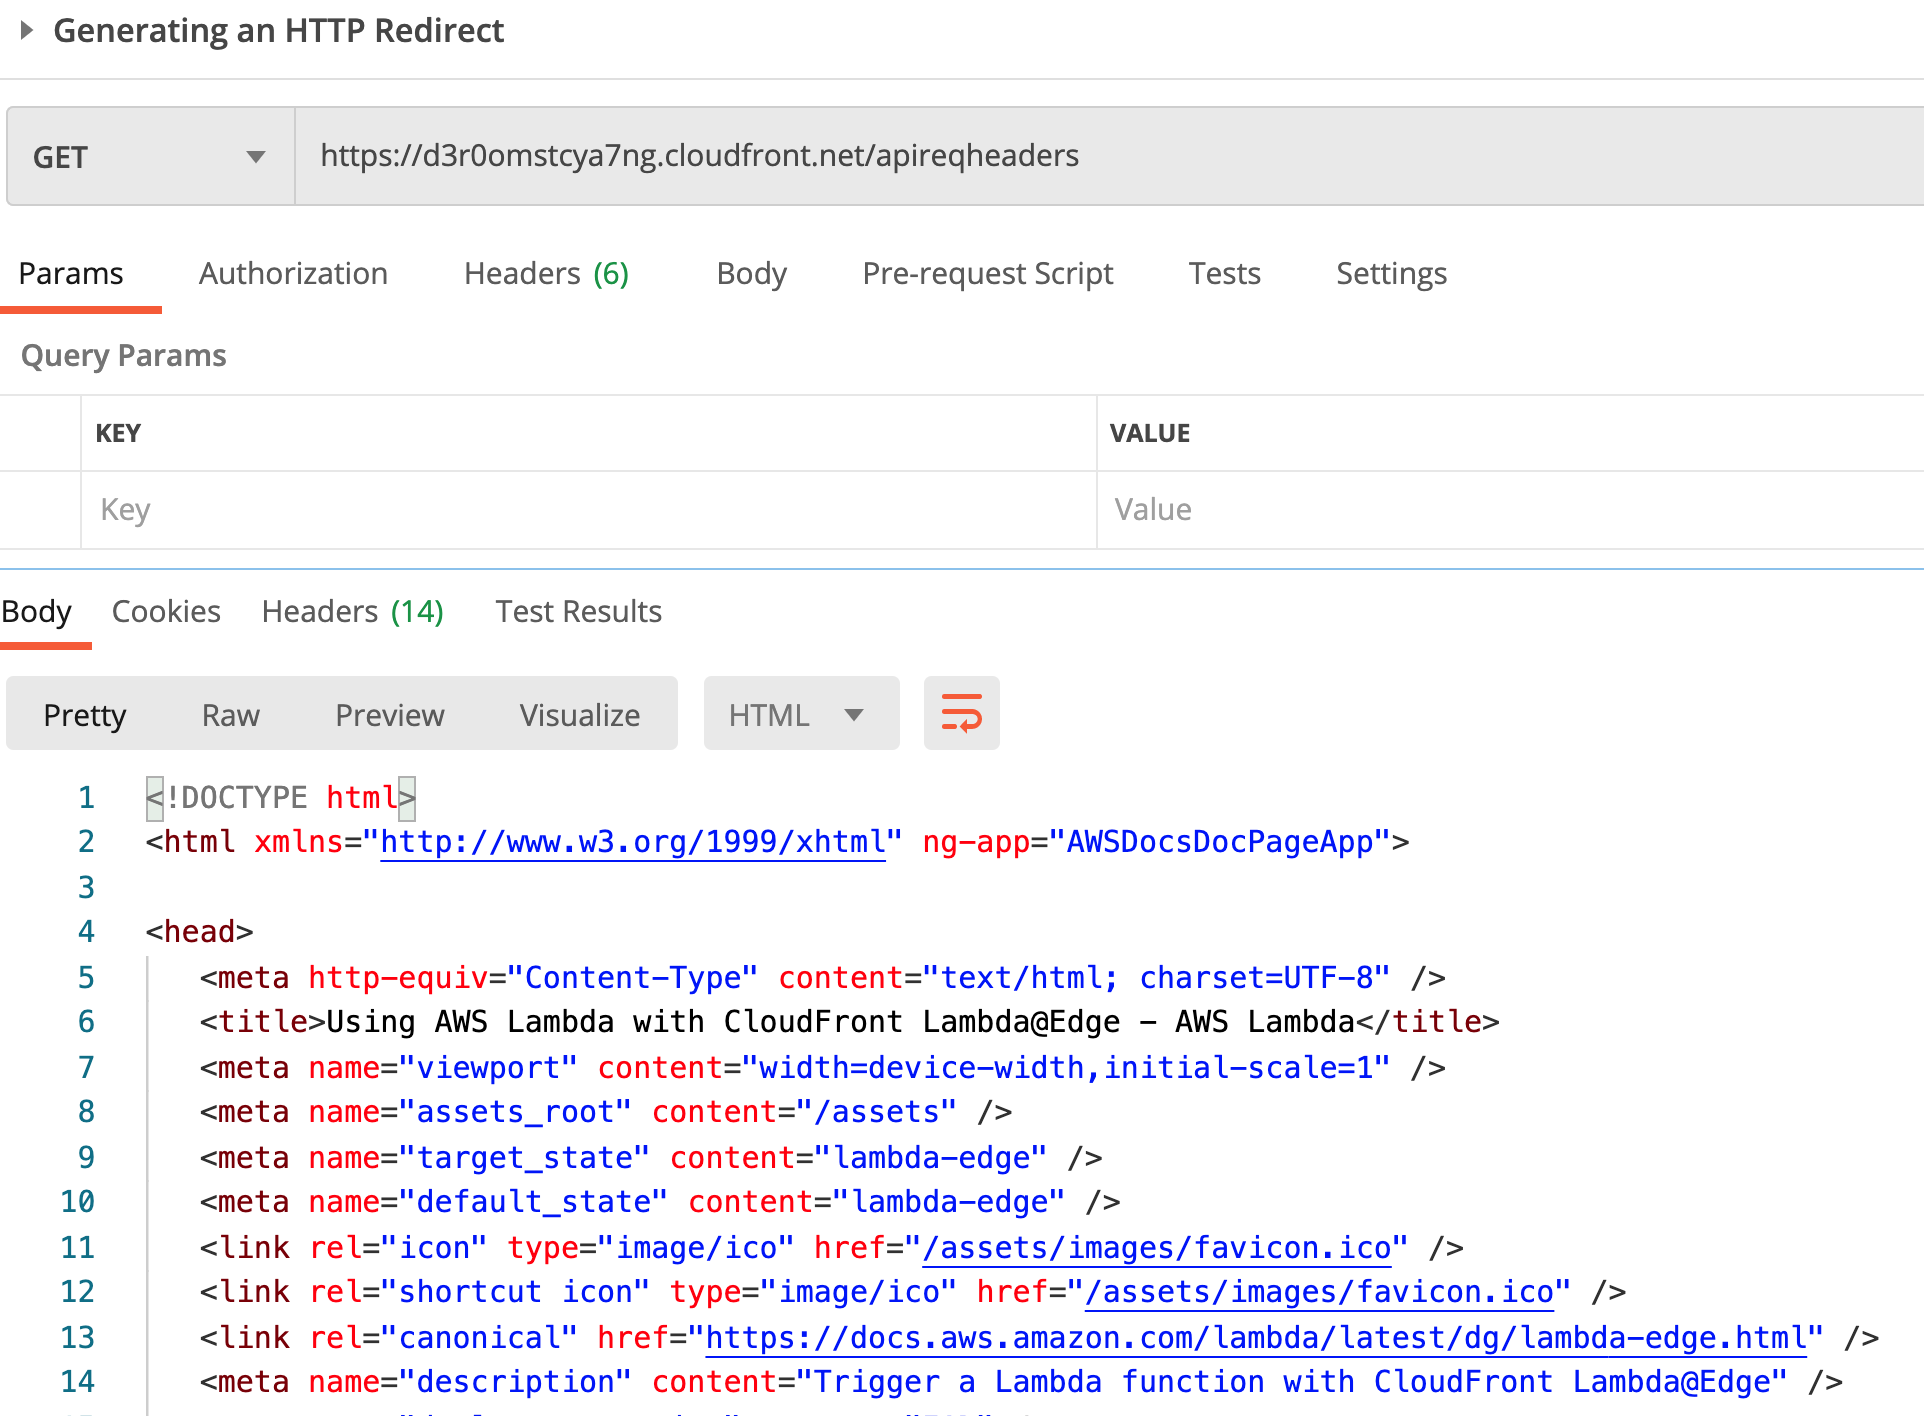 Generating an HTTP Redirect
GET https://d3r0omstcya7ng.cloudfront.net/apireqheaders
Params Authorization Headers (6) Body Pre-request Script Tests Settings
Query Params
KEY VALUE
Key Value
Body Cookies Headers (14) Test Results
Pretty Raw Preview Visualize HTML
1 <!DOCTYPE html>
2 <html xmlns="http://www.w3.org/1999/xhtml" ng-app="AWSDocsDocPageApp">
3
4 <head>
5 <meta http-equiv="Content-Type" content="text/html; charset=UTF-8" />
6 <title>Using AWS Lambda with CloudFront Lambda@Edge - AWS Lambda</title>
7 <meta name="viewport" content="width=device-width,initial-scale=1" />
8 <meta name="assets_root" content="/assets" />
9 <meta name="target_state" content="lambda-edge" />
10 <meta name="default_state" content="lambda-edge" />
11 <link rel="icon" type="image/ico" href="/assets/images/favicon.ico" />
12 <link rel="shortcut icon" type="image/ico" href="/assets/images/favicon.ico" />
13 <link rel="canonical" href="https://docs.aws.amazon.com/lambda/latest/dg/lambda-edge.html" />
14 <meta name="description" content="Trigger a Lambda function with CloudFront Lambda@Edge" />